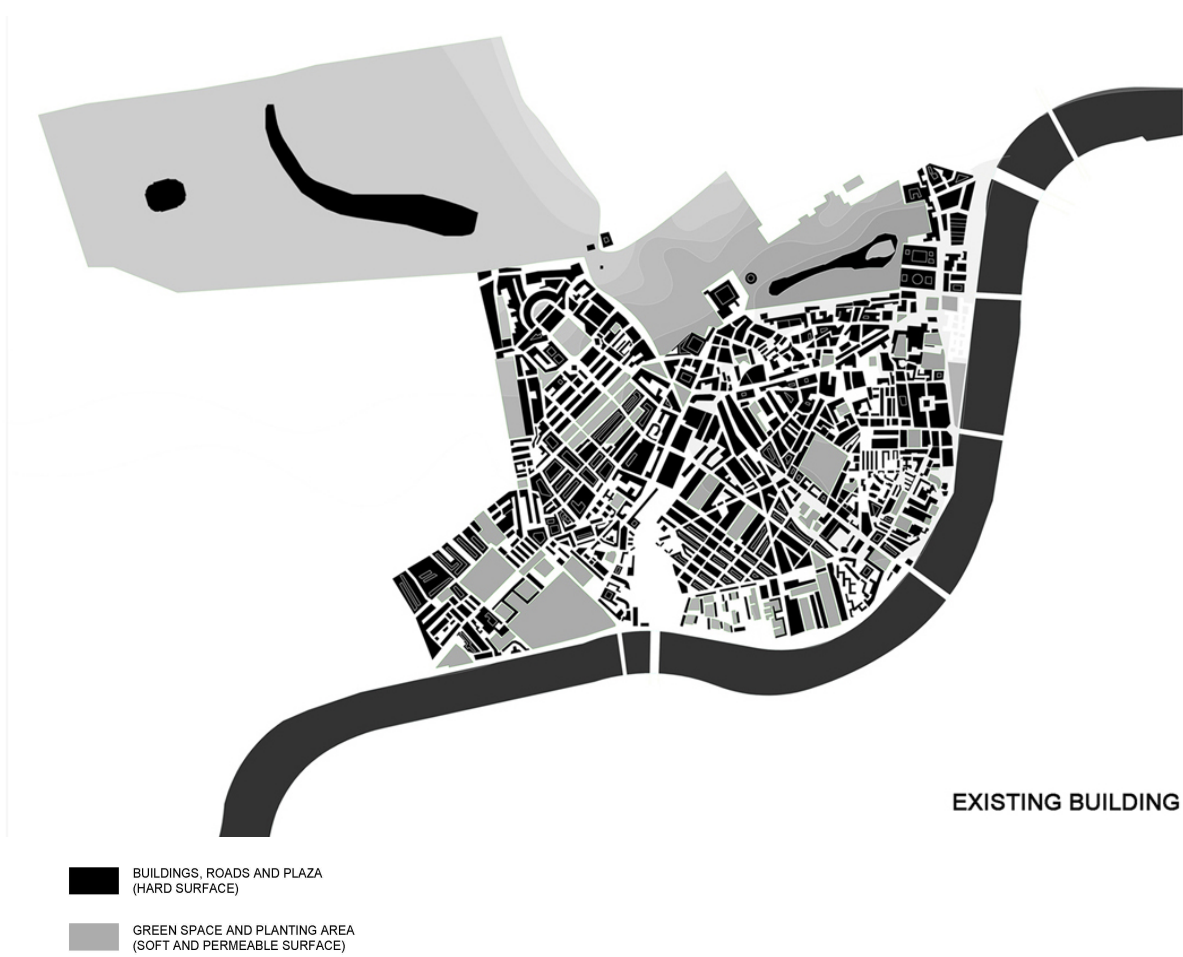 EXISTING BUILDING
BUILDINGS, ROADS AND PLAZA
(HARD SURFACE)
GREEN SPACE AND PLANTING AREA
(SOFT AND PERMEABLE SURFACE)